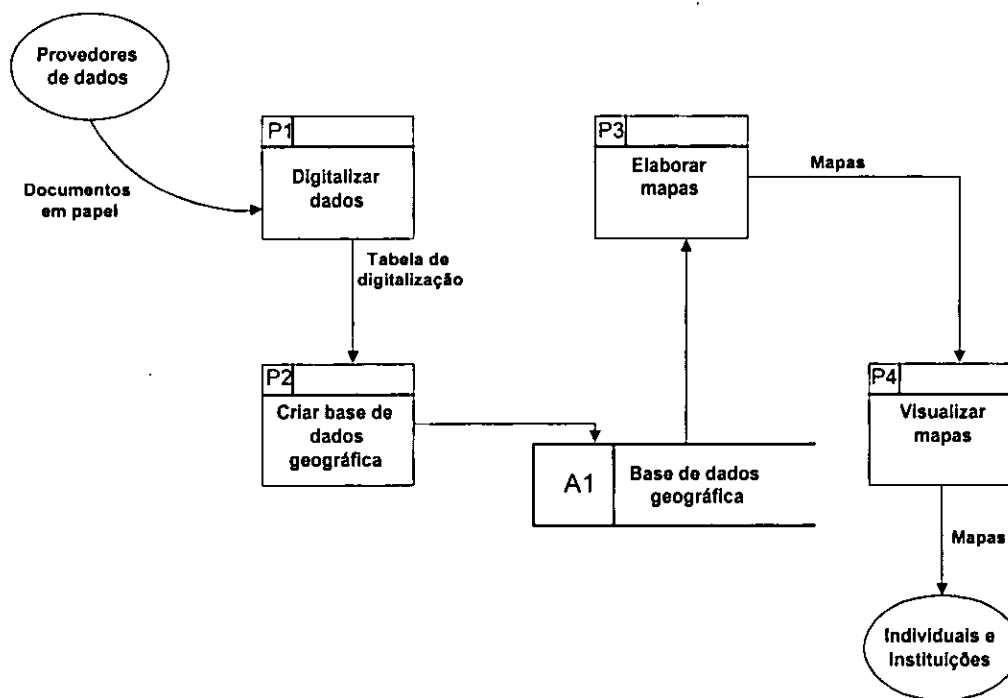 Provedores
de dados
Documentos
em papel
P1
Digitalizar
dados
Tabela de
digitalização
P2
Criar base de
dados
geográfica
A1
Base de dados
geográfica
P3
Elaborar
mapas
Mapas
P4
Visualizar
mapas
Mapas
Individuais e
Instituições